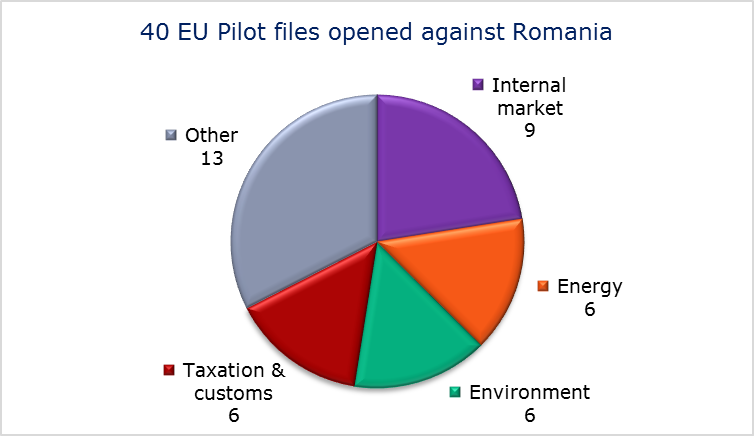 40 EU Pilot files opened against Romania
Internal
market
9
Other
13
Energy
6
Taxation &
customs
6
Environment
6